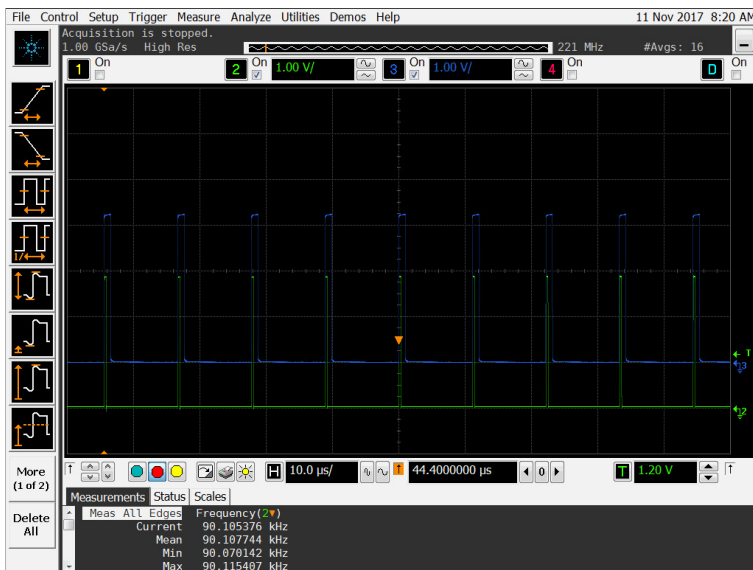 File Control Setup Trigger Measure Analyze Utilities Demos Help 11 Nov 2017 8:20 AM
Acquisition is stopped.
1.00 GSa/s High Res 221 MHz #Avgs: 16
1 On 2 On 1.00 V/ 3 On 1.00 V/ 4 On D On
T
3
2
1/
More
(1 of 2)
Delete
All
H 10.0 µs/ 44.4000000 µs 0 T 1.20 V
Measurements Status Scales
Meas All Edges Frequency(2▼)
Current 90.105376 kHz
Mean 90.107744 kHz
Min 90.070142 kHz
Max 90.115407 kHz